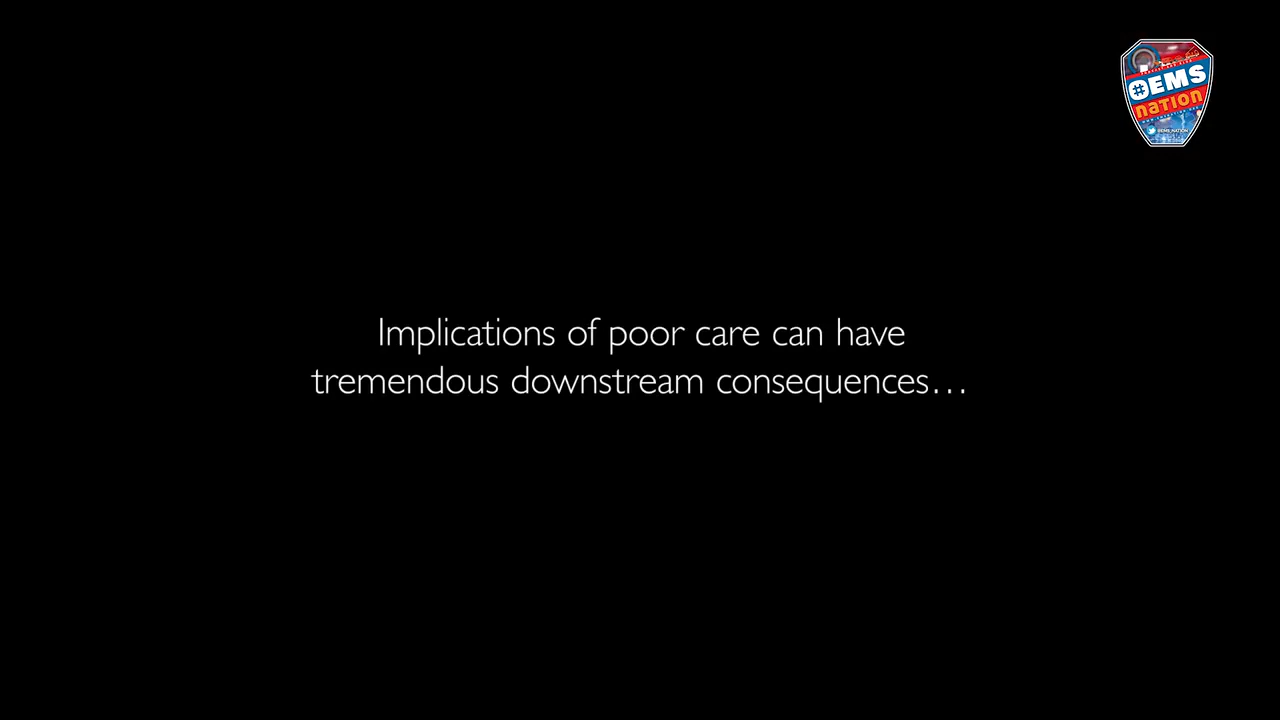 #EMS
nation
Implications of poor care can have
tremendous downstream consequences…